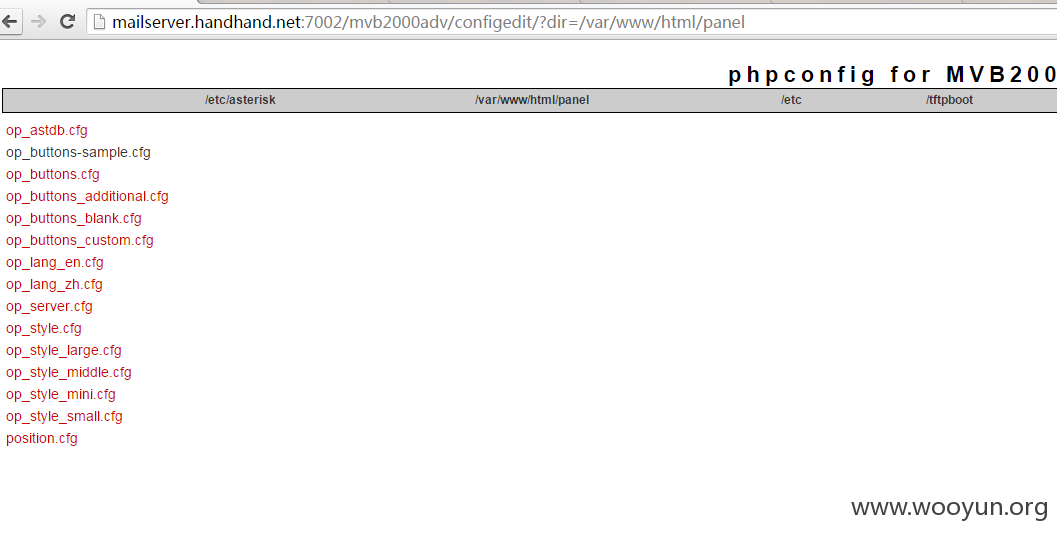 mailserver.handhand.net:7002/mvb2000adv/configedit/?dir=/var/www/html/panel
phpconfig for MVB200
/etc/asterisk /var/www/html/panel /etc /tftpboot
op_astdb.cfg
op_buttons-sample.cfg
op_buttons.cfg
op_buttons_additional.cfg
op_buttons_blank.cfg
op_buttons_custom.cfg
op_lang_en.cfg
op_lang_zh.cfg
op_server.cfg
op_style.cfg
op_style_large.cfg
op_style_middle.cfg
op_style_mini.cfg
op_style_small.cfg
position.cfg
www.wooyun.org